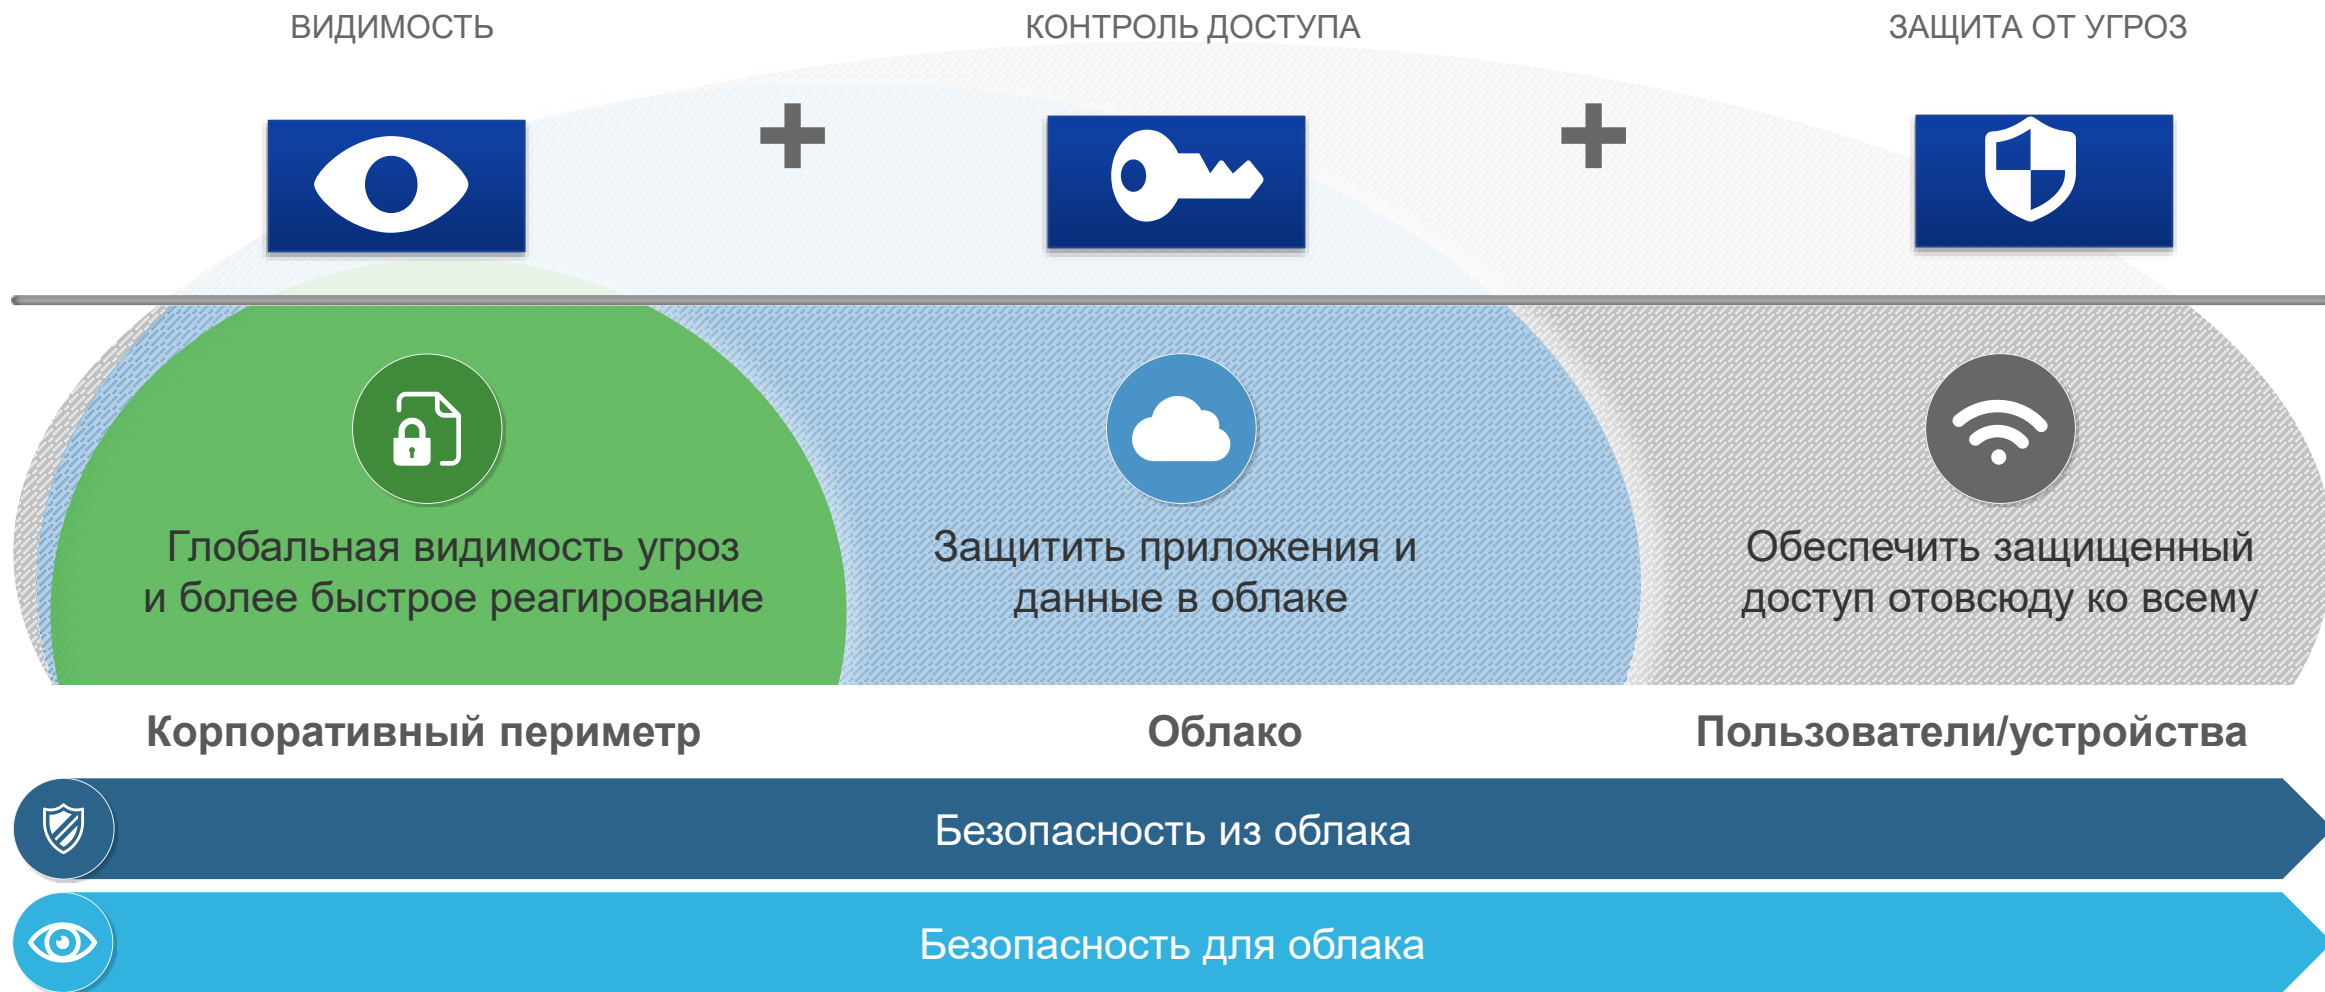 ВИДИМОСТЬ
КОНТРОЛЬ ДОСТУПА
ЗАЩИТА ОТ УГРОЗ
Глобальная видимость угроз
и более быстрое реагирование
Защитить приложения и
данные в облаке
Обеспечить защищенный
доступ отовсюду ко всему
Корпоративный периметр
Облако
Пользователи/устройства
Безопасность из облака
Безопасность для облака